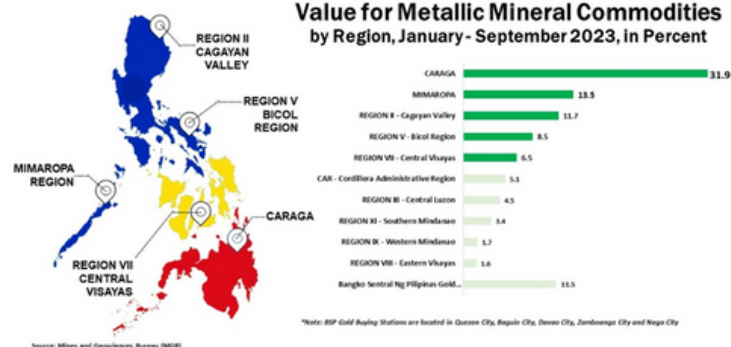 Value for Metallic Mineral Commodities
by Region, January - September 2023, in Percent
REGION II
CAGAYAN
VALLEY
REGION V
BICOL
REGION
MIMAROPA
REGION
CARAGA
REGION VII
CENTRAL
VISAYAS
CARAGA 31.9
MIMAROPA 13.5
REGION II - Cagayan Valley 11.7
REGION V - Bicol Region 8.5
REGION VII - Central Visayas 6.5
CAR - Cordillera Administrative Region 5.1
REGION III - Central Luzon 4.5
REGION XI - Southern Mindanao 3.4
REGION IX - Western Mindanao 1.7
REGION VIII - Eastern Visayas 1.6
Bangko Sentral Ng Pilipinas Gold... 11.5
*Note: BSP Gold Buying Stations are located in Quezon City, Baguio City, Davao City, Zamboanga City and Naga City
Source: Mines and Geosciences Bureau (MGB)